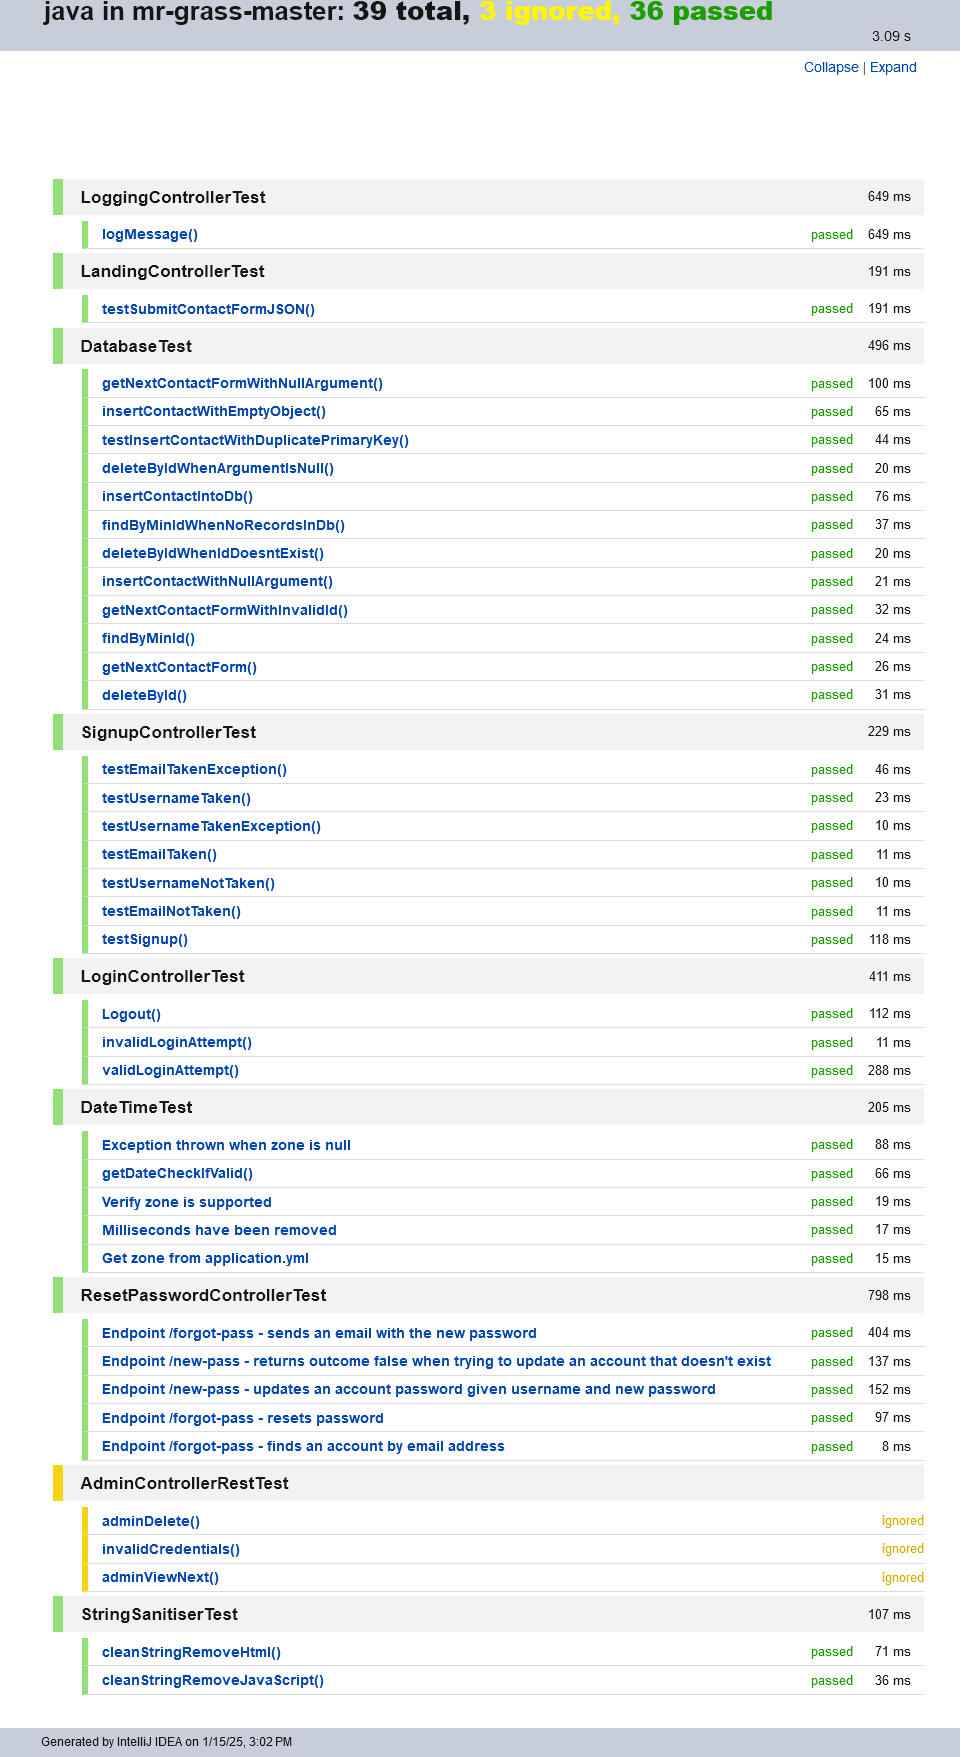 java in mr-grass-master: 39 total, 3 ignored, 36 passed
3.09 s
Collapse | Expand
LoggingControllerTest 649 ms
logMessage() passed 649 ms
LandingControllerTest 191 ms
testSubmitContactFormJSON() passed 191 ms
DatabaseTest 496 ms
getNextContactFormWithNullArgument() passed 100 ms
insertContactWithEmptyObject() passed 65 ms
testInsertContactWithDuplicatePrimaryKey() passed 44 ms
deleteByIdWhenArgumentIsNull() passed 20 ms
insertContactIntoDb() passed 76 ms
findByMinIdWhenNoRecordsInDb() passed 37 ms
deleteByIdWhenIdDoesntExist() passed 20 ms
insertContactWithNullArgument() passed 21 ms
getNextContactFormWithInvalidId() passed 32 ms
findByMinId() passed 24 ms
getNextContactForm() passed 26 ms
deleteById() passed 31 ms
SignupControllerTest 229 ms
testEmailTakenException() passed 46 ms
testUsernameTaken() passed 23 ms
testUsernameTakenException() passed 10 ms
testEmailTaken() passed 11 ms
testUsernameNotTaken() passed 10 ms
testEmailNotTaken() passed 11 ms
testSignup() passed 118 ms
LoginControllerTest 411 ms
Logout() passed 112 ms
invalidLoginAttempt() passed 11 ms
validLoginAttempt() passed 288 ms
DateTimeTest 205 ms
Exception thrown when zone is null passed 88 ms
getDateCheckIfValid() passed 66 ms
Verify zone is supported passed 19 ms
Milliseconds have been removed passed 17 ms
Get zone from application.yml passed 15 ms
ResetPasswordControllerTest 798 ms
Endpoint /forgot-pass - sends an email with the new password passed 404 ms
Endpoint /new-pass - returns outcome false when trying to update an account that doesn't exist passed 137 ms
Endpoint /new-pass - updates an account password given username and new password passed 152 ms
Endpoint /forgot-pass - resets password passed 97 ms
Endpoint /forgot-pass - finds an account by email address passed 8 ms
AdminControllerRestTest
adminDelete() ignored
invalidCredentials() ignored
adminViewNext() ignored
StringSanitiserTest 107 ms
cleanStringRemoveHtml() passed 71 ms
cleanStringRemoveJavaScript() passed 36 ms
Generated by IntelliJ IDEA on 1/15/25, 3:02 PM